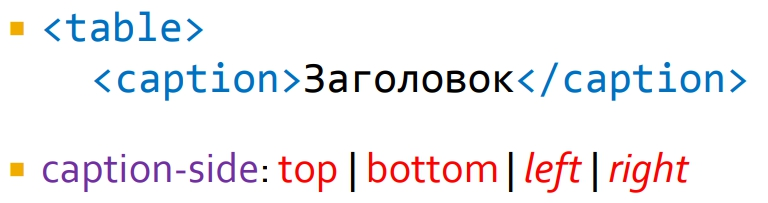 ▪ <table>
<caption>Заголовок</caption>
▪ caption-side: top | bottom | left | right